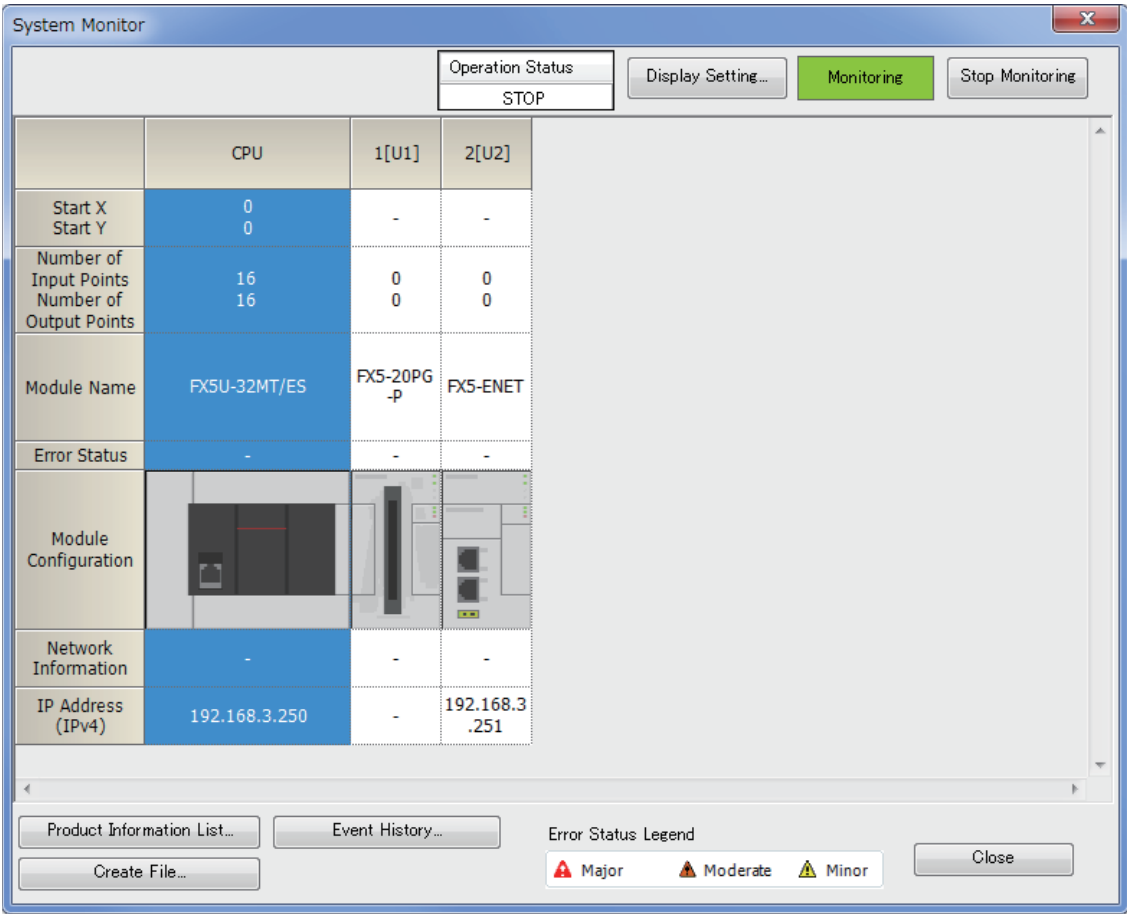 System Monitor
Operation Status
STOP
Display Setting...
Monitoring
Stop Monitoring
CPU
1[U1]
2[U2]
Start X
Start Y
0
0
-
-
Number of
Input Points
Number of
Output Points
16
16
0
0
0
0
Module Name
FX5U-32MT/ES
FX5-20PG
-P
FX5-ENET
Error Status
-
-
-
Module
Configuration
Network
Information
-
-
-
IP Address
(IPv4)
192.168.3.250
-
192.168.3
.251
Product Information List...
Event History...
Create File...
Error Status Legend
Major
Moderate
Minor
Close